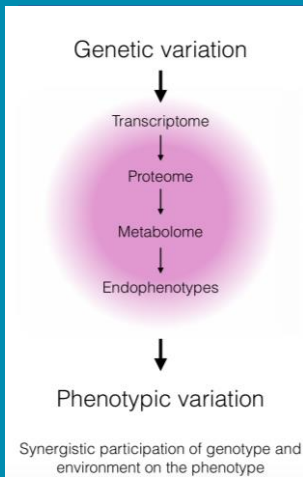 Genetic variation
Transcriptome
Proteome
Metabolome
Endophenotypes
Phenotypic variation
Synergistic participation of genotype and
environment on the phenotype